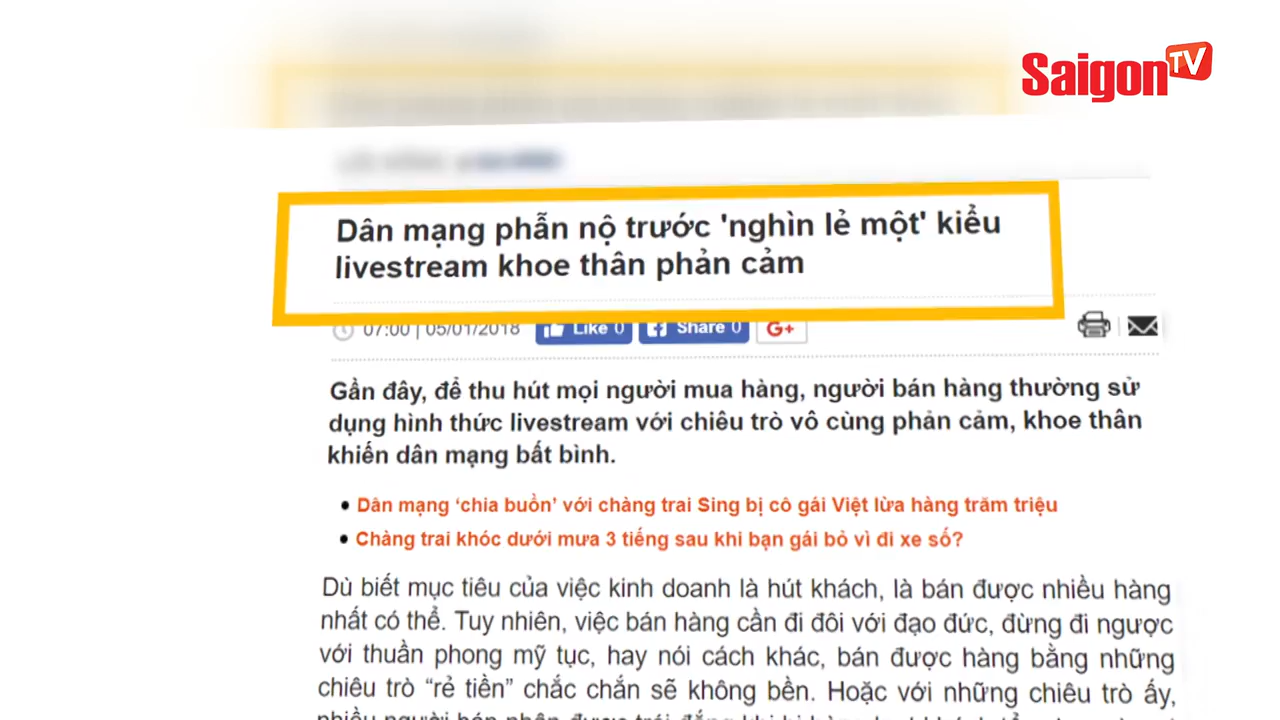 Saigon TV
Dân mạng phẫn nộ trước 'nghìn lẻ một' kiểu
livestream khoe thân phản cảm
07:00 | 05/01/2018 Like 0 Share 0 G+
Gần đây, để thu hút mọi người mua hàng, người bán hàng thường sử
dụng hình thức livestream với chiêu trò vô cùng phản cảm, khoe thân
khiến dân mạng bất bình.
• Dân mạng ‘chia buồn’ với chàng trai Sing bị cô gái Việt lừa hàng trăm triệu
• Chàng trai khóc dưới mưa 3 tiếng sau khi bạn gái bỏ vì đi xe số?
Dù biết mục tiêu của việc kinh doanh là hút khách, là bán được nhiều hàng
nhất có thể. Tuy nhiên, việc bán hàng cần đi đôi với đạo đức, đừng đi ngược
với thuần phong mỹ tục, hay nói cách khác, bán được hàng bằng những
chiêu trò “rẻ tiền” chắc chắn sẽ không bền. Hoặc với những chiêu trò ấy,